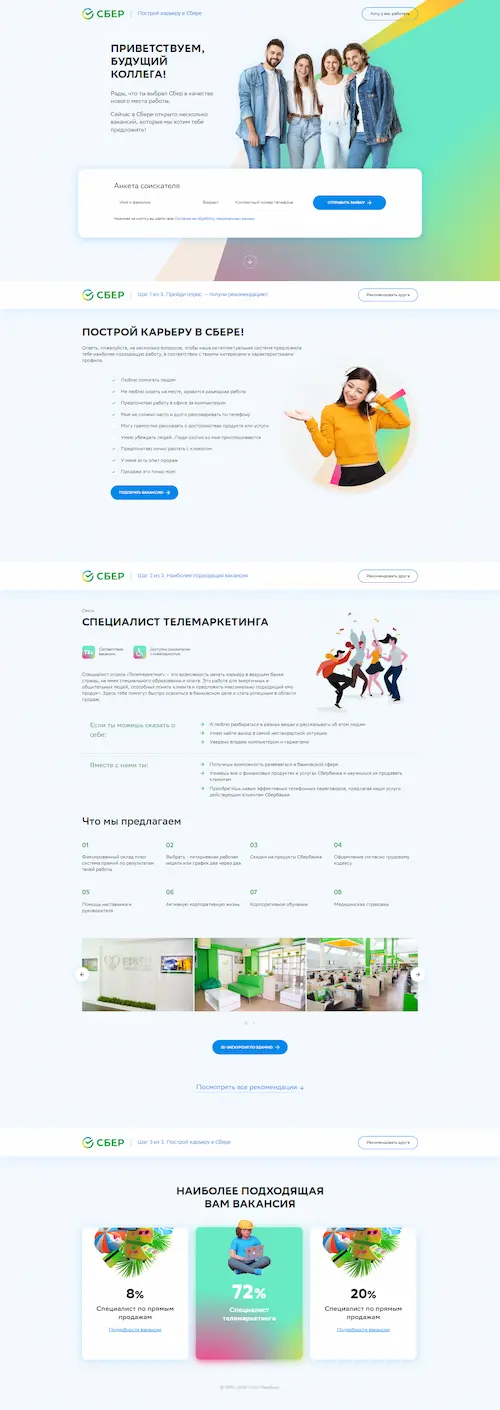 СБЕР
Построй карьеру в Сбере
Хочу у вас работать
ПРИВЕТСТВУЕМ,
БУДУЩИЙ
КОЛЛЕГА!
Рады, что ты выбрал Сбер в качестве
нового места работы.
Сейчас в Сбере открыто несколько
вакансий, которые мы хотим тебе
предложить!
Анкета соискателя
Имя и фамилия
Возраст
Контактный номер телефона
ОТПРАВИТЬ ЗАЯВКУ
Нажимая на кнопку вы даете свое Согласие на обработку персональных данных
СБЕР
Шаг 1 из 3. Пройди опрос — получи рекомендацию!
Рекомендовать друга
ПОСТРОЙ КАРЬЕРУ В СБЕРЕ!
Ответь, пожалуйста, на несколько вопросов, чтобы наша интеллектуальная система предложила
тебе наиболее подходящую работу, в соответствии с твоими интересами и характеристиками
профиля.
Люблю помогать людям
Не люблю сидеть на месте, нравится разъездная работа
Предпочитаю работу в офисе за компьютером
Мне не сложно часто и долго разговаривать по телефону
Могу грамотно рассказать о достоинствах продукта или услуги
Умею убеждать людей. Люди охотно ко мне прислушиваются
Предпочитаю лично работать с клиентом
У меня есть опыт продаж
Продажи это точно мое!
ПОДОБРАТЬ ВАКАНСИЮ
СБЕР
Шаг 2 из 3. Наиболее подходящая вакансия
Рекомендовать друга
Омск
СПЕЦИАЛИСТ ТЕЛЕМАРКЕТИНГА
72%
Соответствие
вакансии
Доступно соискателям
с инвалидностью
Специалист отдела «Телемаркетинг» – это возможность начать карьеру в ведущем банке
страны, не имея специального образования и опыта. Это работа для энергичных и
общительных людей, способных понять клиента и предложить максимально подходящий ему
продукт. Здесь тебе помогут быстро освоиться в банковском деле и стать успешным в области
продаж.
Если ты можешь сказать о
себе:
Я люблю разбираться в разных вещах и рассказывать об этом людям
Умею найти выход в самой нестандартной ситуации
Уверено владею компьютером и гаджетами
Вместе с нами ты:
Получишь возможность развиваться в банковской сфере
Узнаешь все о финансовых продуктах и услугах Сбербанка и научишься их продавать
клиентам
Приобретёшь навык эффективных телефонных переговоров, предлагая наши услуги
действующим клиентам Сбербанка
Что мы предлагаем
01
02
03
04
Фиксированный оклад плюс
система премий по результатам
твоей работы
Выбрать - пятидневная рабочая
неделя или график два через два
Скидки на продукты Сбербанка
Оформление согласно трудовому
кодексу
05
06
07
08
Помощь наставника и
руководителя
Активную корпоративную жизнь
Корпоративное обучение
Медицинская страховка
3D-ЭКСКУРСИЯ ПО ЗДАНИЮ
Посмотреть все рекомендации
СБЕР
Шаг 3 из 3. Построй карьеру в Сбере
Рекомендовать друга
НАИБОЛЕЕ ПОДХОДЯЩАЯ
ВАМ ВАКАНСИЯ
8%
Специалист по прямым
продажам
Подробности вакансии
72%
Специалист
телемаркетинга
20%
Специалист по прямым
продажам
Подробности вакансии